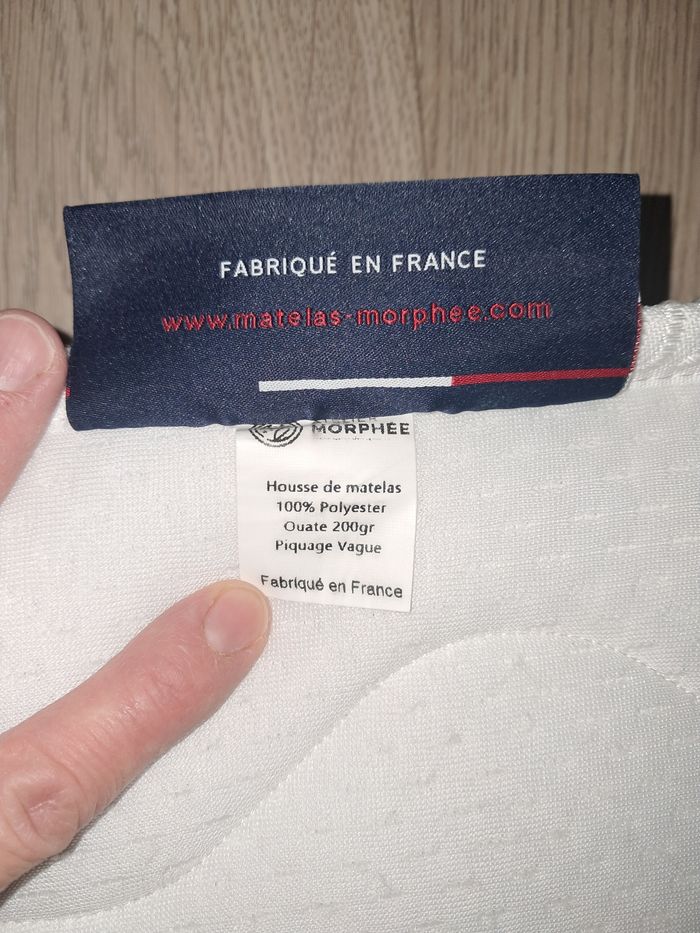 FABRIQUÉ EN FRANCE
www.matelas-morphee.com
MORPHÉE
Housse de matelas
100% Polyester
Ouate 200gr
Piquage Vague
Fabriqué en France